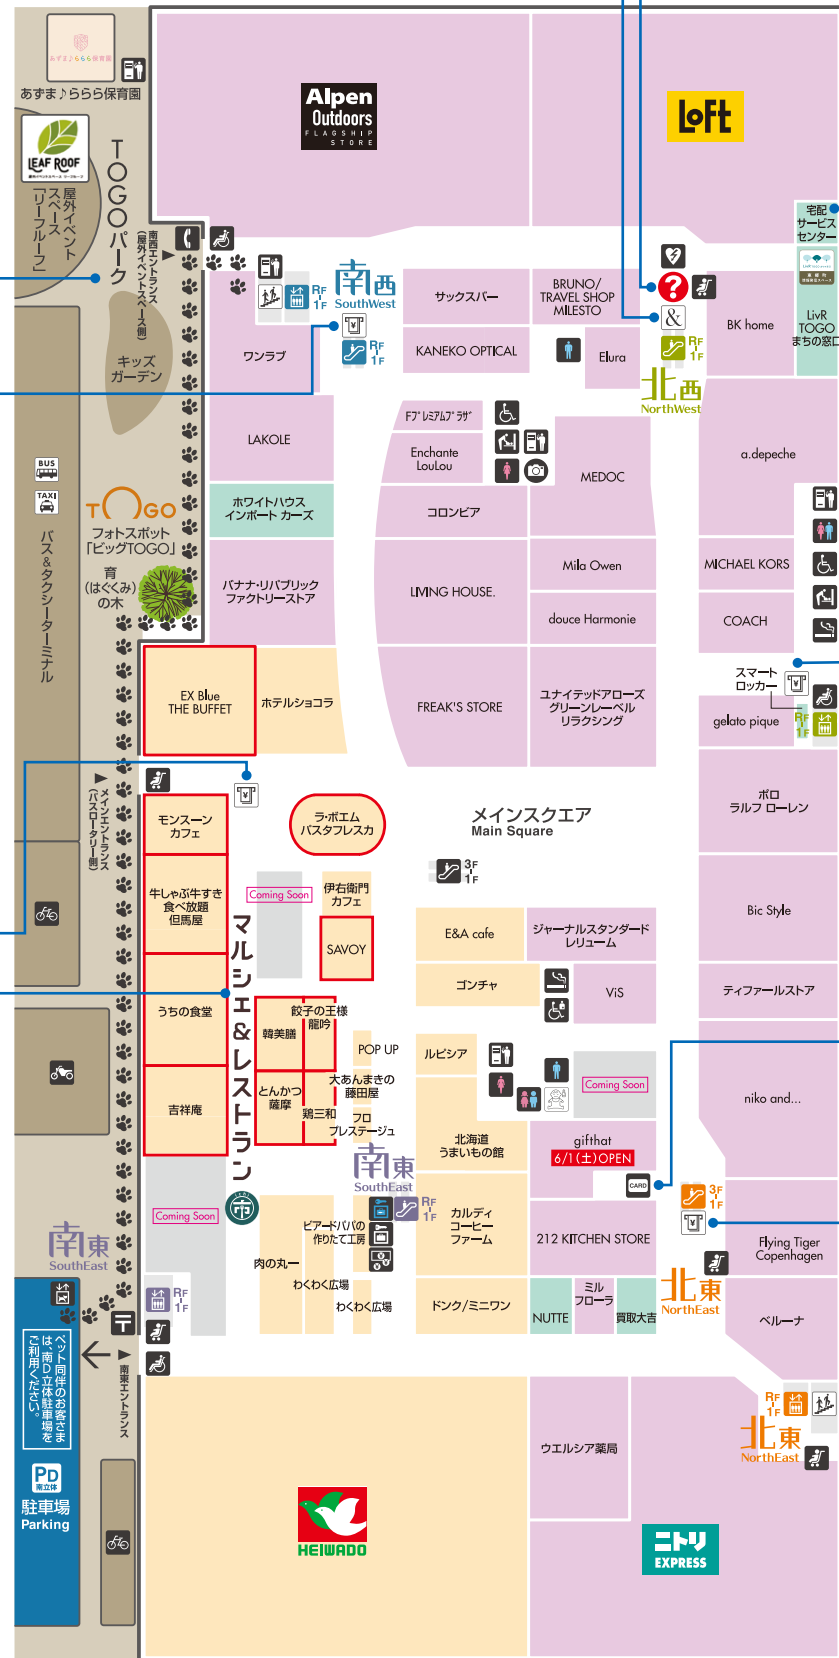 あずま♪ららら保育園
あずま♪ららら保育園
LEAF ROOF
屋外イベント
スペース
「リーフルーフ」
TOGOパーク
南西エントランス
(屋外イベントスペース側)
キッズ
ガーデン
BUS
TAXI
バス&タクシーターミナル
TOGO
フォトスポット
「ビッグTOGO」
育
(はぐくみ)
の木
Alpen
Outdoors
FLAGSHIP
STORE
LOFT
宅配
サービス
センター
LivR
TOGO
まちの窓口
南西
SouthWest
RF
1F
RF
1F
サックスバー
BRUNO/
TRAVEL SHOP
MILESTO
KANEKO OPTICAL
Elura
?
&
RF
1F
北西
NorthWest
BK home
ワンラブ
LAKOLE
ホワイトハウス
インポート カーズ
バナナ・リパブリック
ファクトリーストア
Fプレミアムプラザ
Enchante
LouLou
コロンビア
MEDOC
LIVING HOUSE.
Mila Owen
douce Harmonie
FREAK'S STORE
ユナイテッドアローズ
グリーンレーベル
リラクシング
a.depeche
MICHAEL KORS
COACH
スマート
ロッカー
RF
1F
gelato pique
ポロ
ラルフ ローレン
Bic Style
ティファールストア
niko and...
EX Blue
THE BUFFET
ホテルショコラ
メインエントランス
(バスロータリー側)
モンスーン
カフェ
牛しゃぶ牛すき
食べ放題
但馬屋
うちの食堂
吉祥庵
Coming Soon
マルシェ&レストラン
ラ・ボエム
パスタフレスカ
Coming Soon
伊右衛門
カフェ
SAVOY
韓美膳
餃子の王様
龍吟
とんかつ
薩摩
鶏三和
POP UP
大あんまきの
藤田屋
フロ
プレステージュ
メインスクエア
Main Square
3F
1F
E&A cafe
ジャーナルスタンダード
レリューム
ゴンチャ
ViS
ルピシア
Coming Soon
北海道
うまいもの館
gifthat
6/1(土)OPEN
CARD
南東
SouthEast
RF
1F
カルディ
コーヒー
ファーム
212 KITCHEN STORE
ドンク/ミニワン
NUTTE
ミル
フローラ
買取大吉
市
ビアードパパの
作りたて工房
肉の丸一
わくわく広場
わくわく広場
3F
1F
Flying Tiger
Copenhagen
北東
NorthEast
ベルーナ
南東
SouthEast
RF
1F
〒
南東エントランス
ペット同伴のお客さま
は、南D立体駐車場を
ご利用ください。
PD
南立体
駐車場
Parking
HEIWADO
ウエルシア薬局
ニトリ
EXPRESS
RF
1F
北東
NorthEast